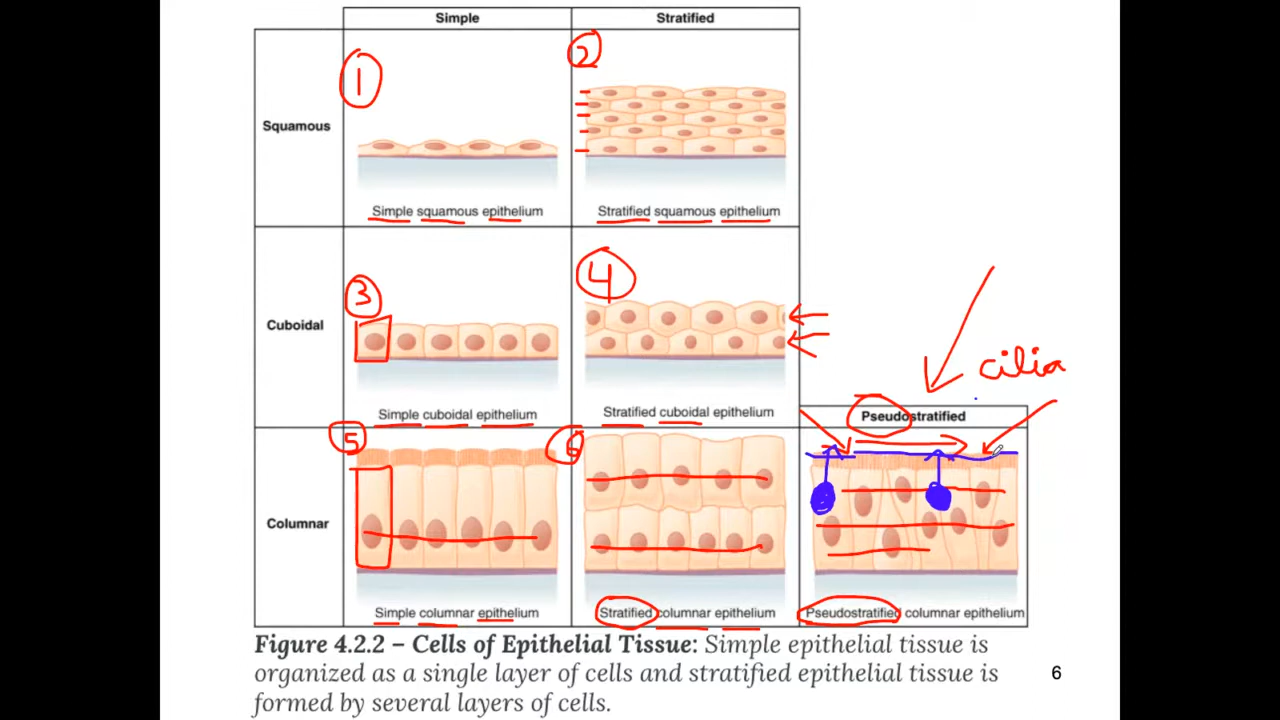 Simple
Stratified
Squamous
1
2
Simple squamous epithelium
Stratified squamous epithelium
Cuboidal
3
4
Simple cuboidal epithelium
Stratified cuboidal epithelium
cilia
Pseudostratified
Columnar
5
6
Simple columnar epithelium
Stratified columnar epithelium
Pseudostratified columnar epithelium
Figure 4.2.2 – Cells of Epithelial Tissue: Simple epithelial tissue is
organized as a single layer of cells and stratified epithelial tissue is
formed by several layers of cells.
6